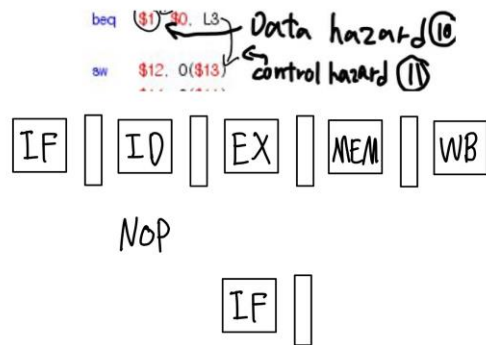 beq $1, $0, L3 Data hazard ⑩
sw $12, 0($13) control hazard ⑪
IF ID EX MEM WB
NOP
IF